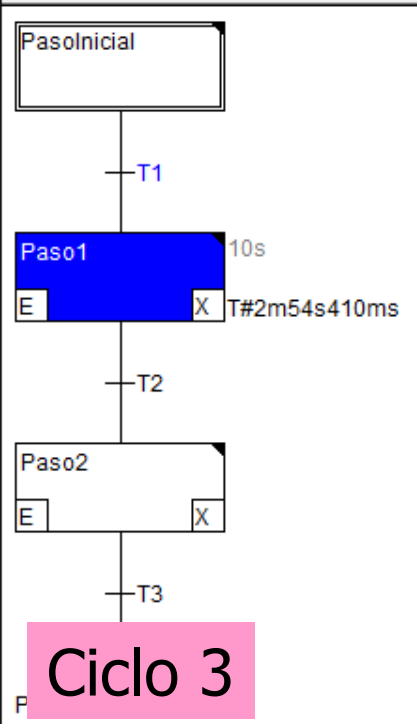 PasoInicial
T1
Paso1
10s
E
X
T#2m54s410ms
T2
Paso2
E
X
T3
Ciclo 3
P